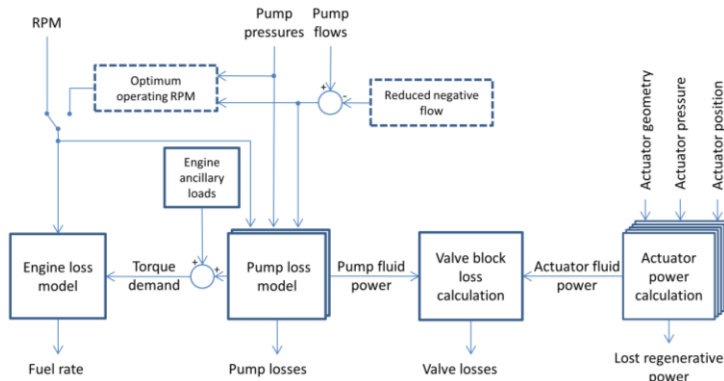 RPM
Pump
pressures
Pump
flows
Optimum
operating RPM
+
-
Reduced negative
flow
Actuator geometry
Actuator pressure
Actuator position
Engine
ancillary
loads
Engine loss
model
Torque
demand
+
+
Pump loss
model
Pump fluid
power
Valve block
loss
calculation
Actuator fluid
power
Actuator
power
calculation
Fuel rate
Pump losses
Valve losses
Lost regenerative
power